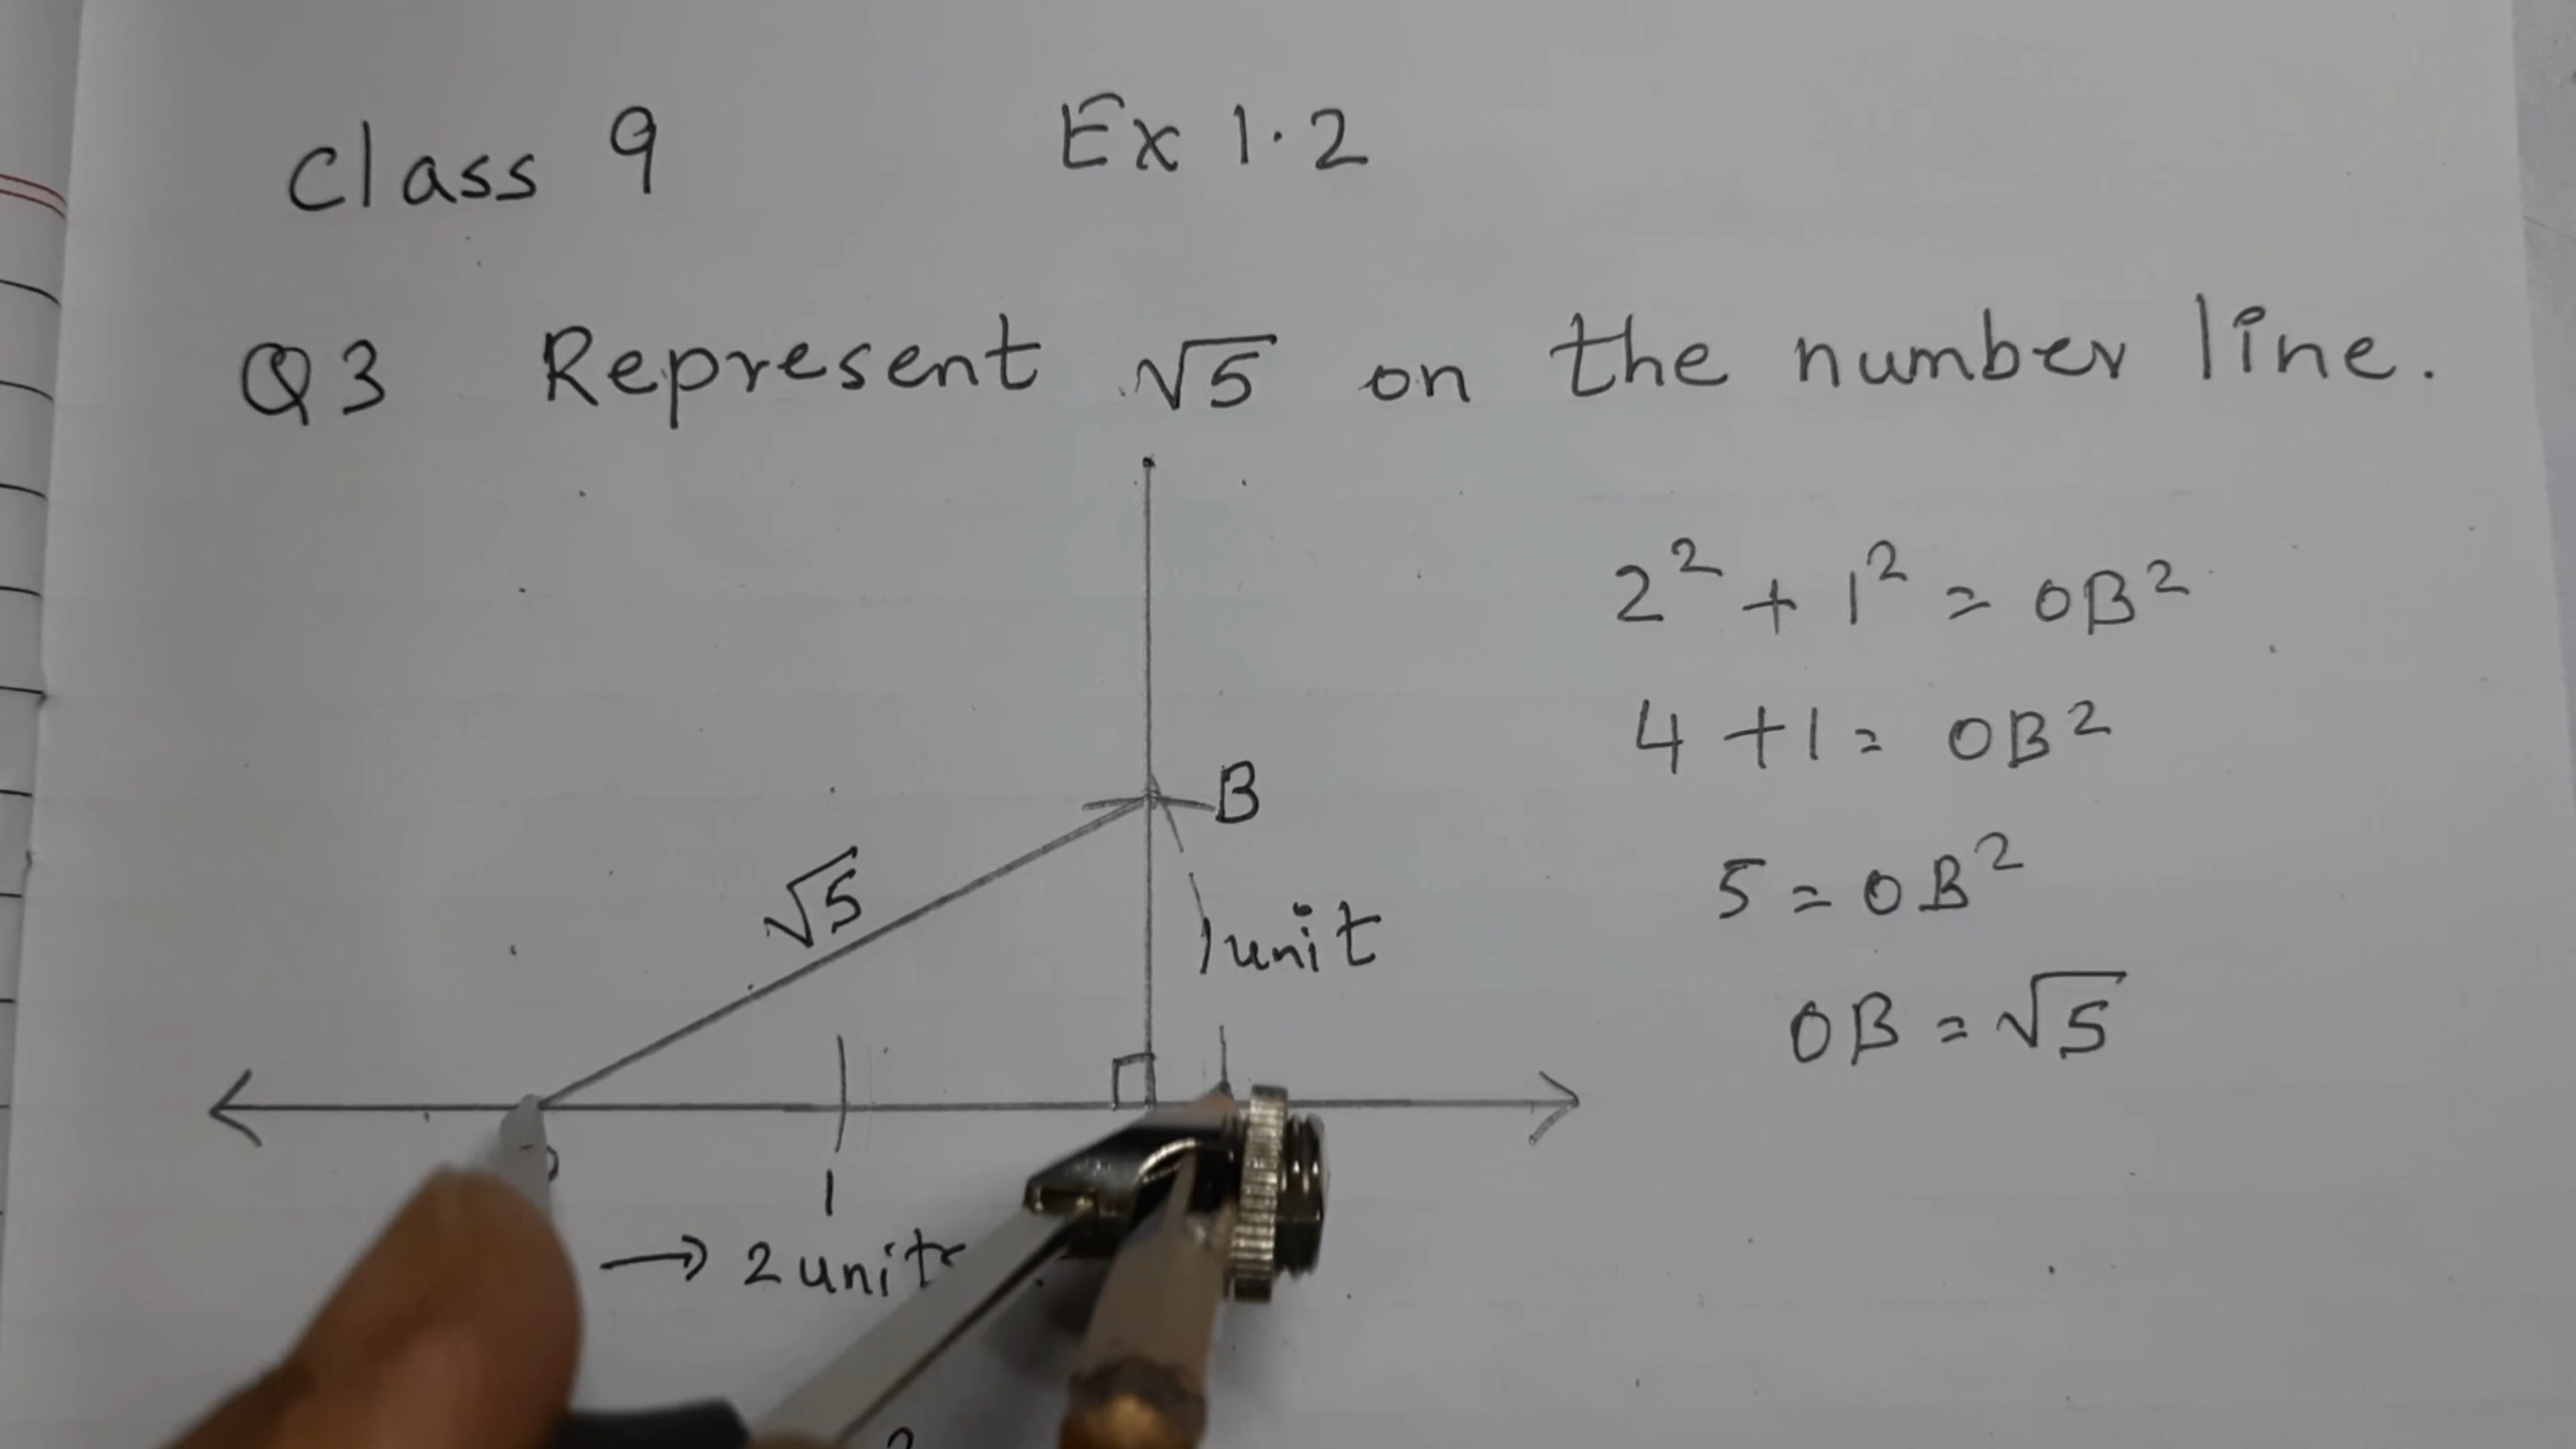 Class 9 Ex 1.2
Q3 Represent √5 on the number line.
2² + 1² = OB²
4 + 1 = OB²
B
5 = OB²
√5
1 unit
OB = √5
1
→ 2 units